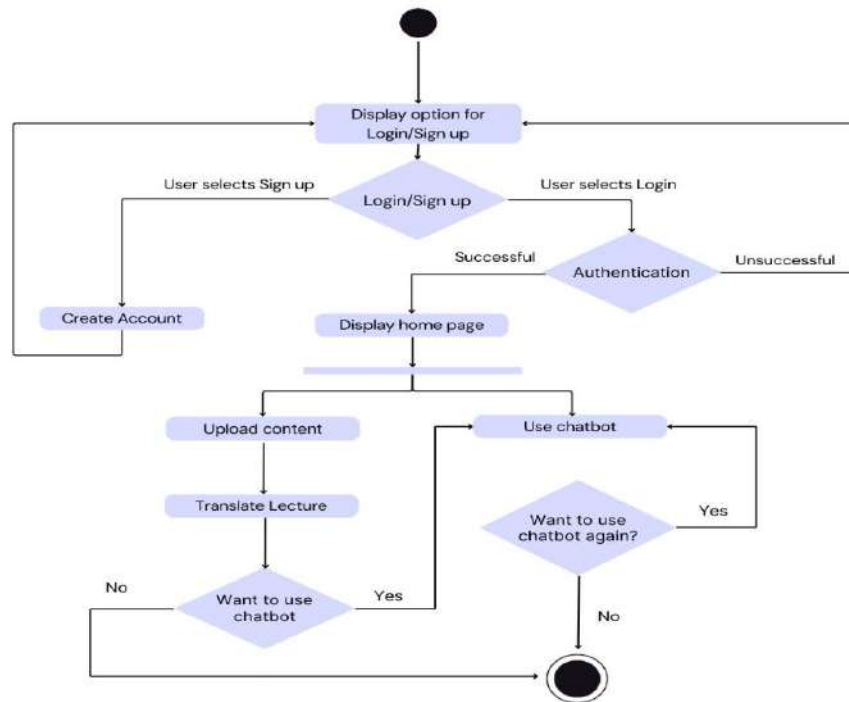 Display option for
Login/Sign up
User selects Sign up
Login/Sign up
User selects Login
Authentication
Successful
Unsuccessful
Create Account
Display home page
Upload content
Use chatbot
Translate Lecture
Want to use
chatbot again?
Yes
No
Want to use
chatbot
Yes
No